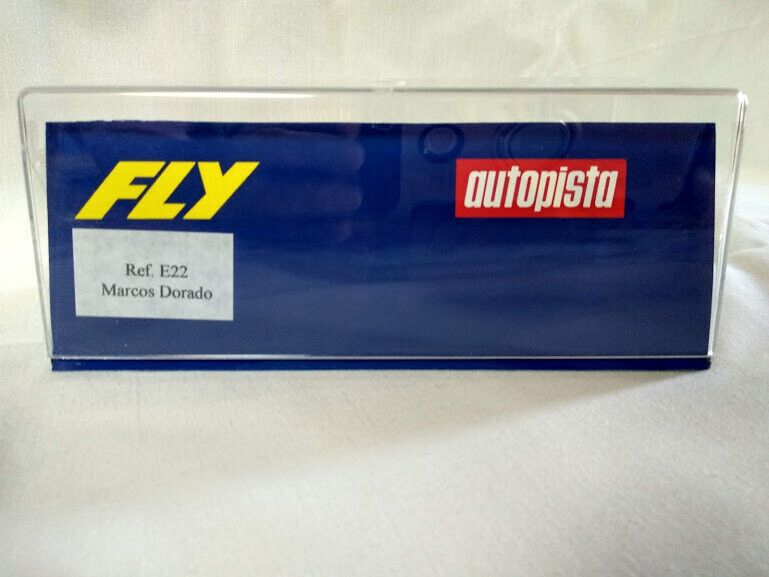 FLY
autopista
Ref. E22
Marcos Dorado